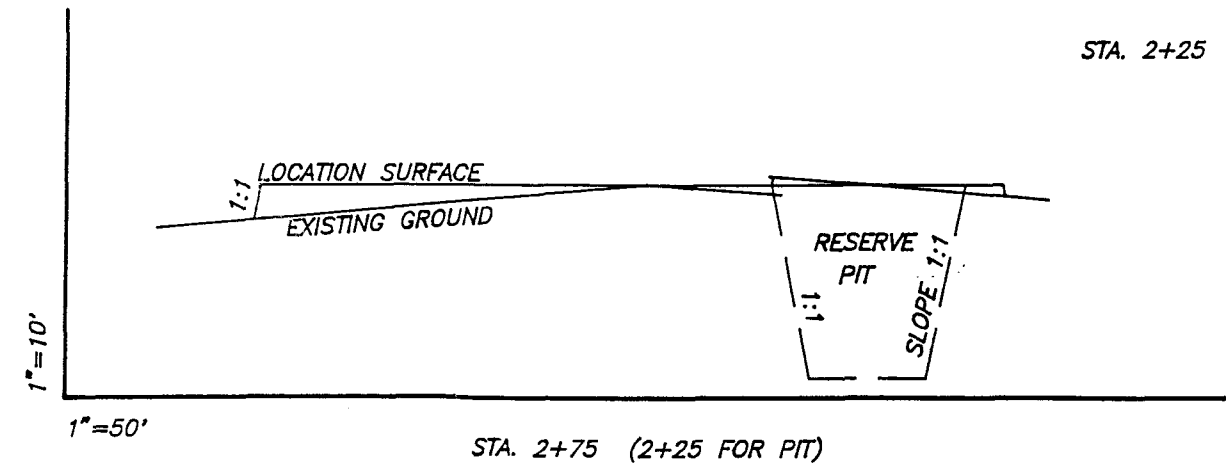 STA. 2+25
LOCATION SURFACE
1:1
EXISTING GROUND
RESERVE
PIT
SLOPE 1:1
1:1
1"=10'
1"=50'
STA. 2+75 (2+25 FOR PIT)